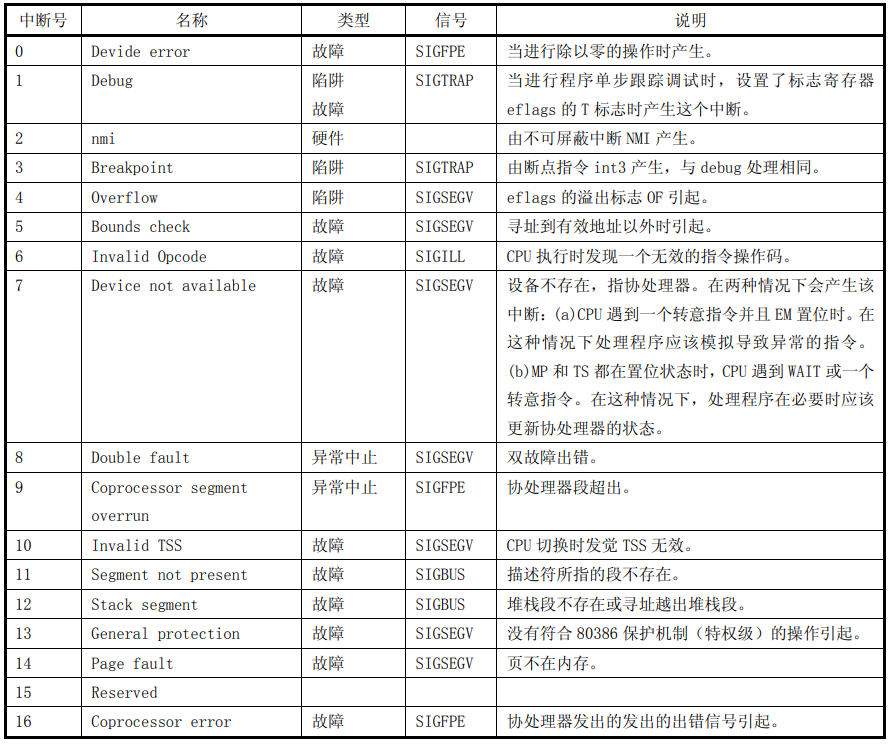 中断号 名称 类型 信号 说明
0 Devide error 故障 SIGFPE 当进行除以零的操作时产生。
1 Debug 陷阱 SIGTRAP 当进行程序单步跟踪调试时，设置了标志寄存器
故障 eflags 的 T 标志时产生这个中断。
2 nmi 硬件 由不可屏蔽中断 NMI 产生。
3 Breakpoint 陷阱 SIGTRAP 由断点指令 int3 产生，与 debug 处理相同。
4 Overflow 陷阱 SIGSEGV eflags 的溢出标志 OF 引起。
5 Bounds check 故障 SIGSEGV 寻址到有效地址以外时引起。
6 Invalid Opcode 故障 SIGILL CPU 执行时发现一个无效的指令操作码。
7 Device not available 故障 SIGSEGV 设备不存在，指协处理器。在两种情况下会产生该
中断：(a)CPU 遇到一个转意指令并且 EM 置位时。在
这种情况下处理程序应该模拟导致异常的指令。
(b)MP 和 TS 都在置位状态时，CPU 遇到 WAIT 或一个
转意指令。在这种情况下，处理程序在必要时应该
更新协处理器的状态。
8 Double fault 异常中止 SIGSEGV 双故障出错。
9 Coprocessor segment 异常中止 SIGFPE 协处理器段超出。
overrun
10 Invalid TSS 故障 SIGSEGV CPU 切换时发觉 TSS 无效。
11 Segment not present 故障 SIGBUS 描述符所指的段不存在。
12 Stack segment 故障 SIGBUS 堆栈段不存在或寻址越出堆栈段。
13 General protection 故障 SIGSEGV 没有符合 80386 保护机制（特权级）的操作引起。
14 Page fault 故障 SIGSEGV 页不在内存。
15 Reserved
16 Coprocessor error 故障 SIGFPE 协处理器发出的发出的出错信号引起。